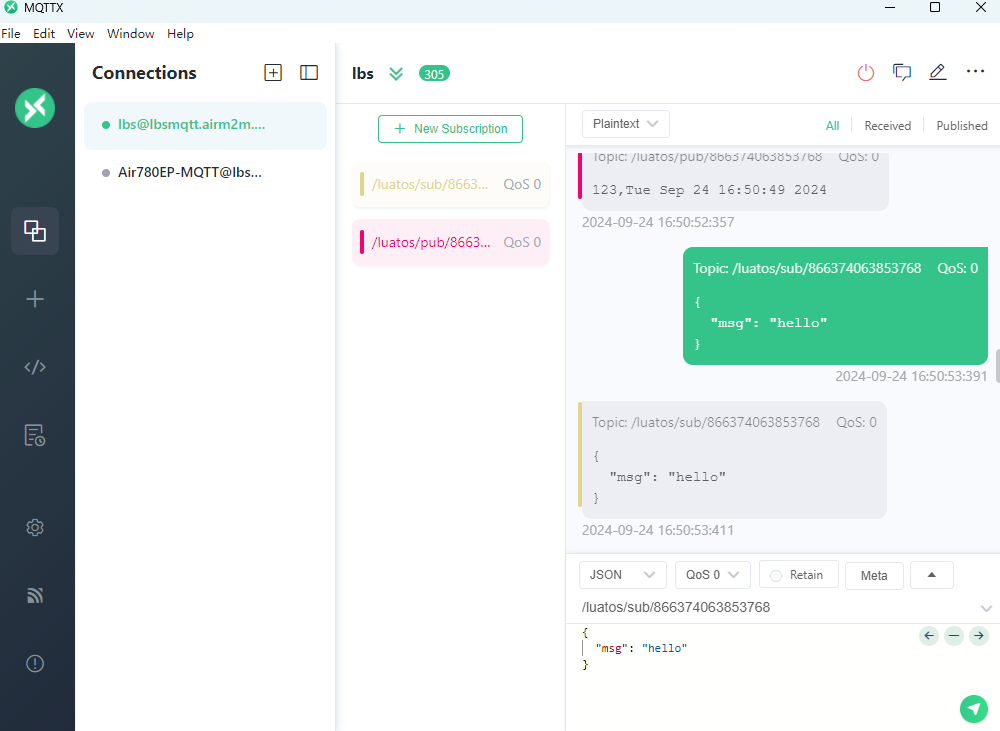 MQTTX
File Edit View Window Help
Connections
lbs@lbsmqtt.airm2m....
Air780EP-MQTT@lbs...
lbs 305
+ New Subscription
/luatos/sub/8663... QoS 0
/luatos/pub/8663... QoS 0
Plaintext
All Received Published
Topic: /luatos/pub/866374063853768 QoS: 0
123,Tue Sep 24 16:50:49 2024
2024-09-24 16:50:52:357
Topic: /luatos/sub/866374063853768 QoS: 0
{
"msg": "hello"
}
2024-09-24 16:50:53:391
Topic: /luatos/sub/866374063853768 QoS: 0
{
"msg": "hello"
}
2024-09-24 16:50:53:411
JSON QoS 0 Retain Meta
/luatos/sub/866374063853768
{
"msg": "hello"
}